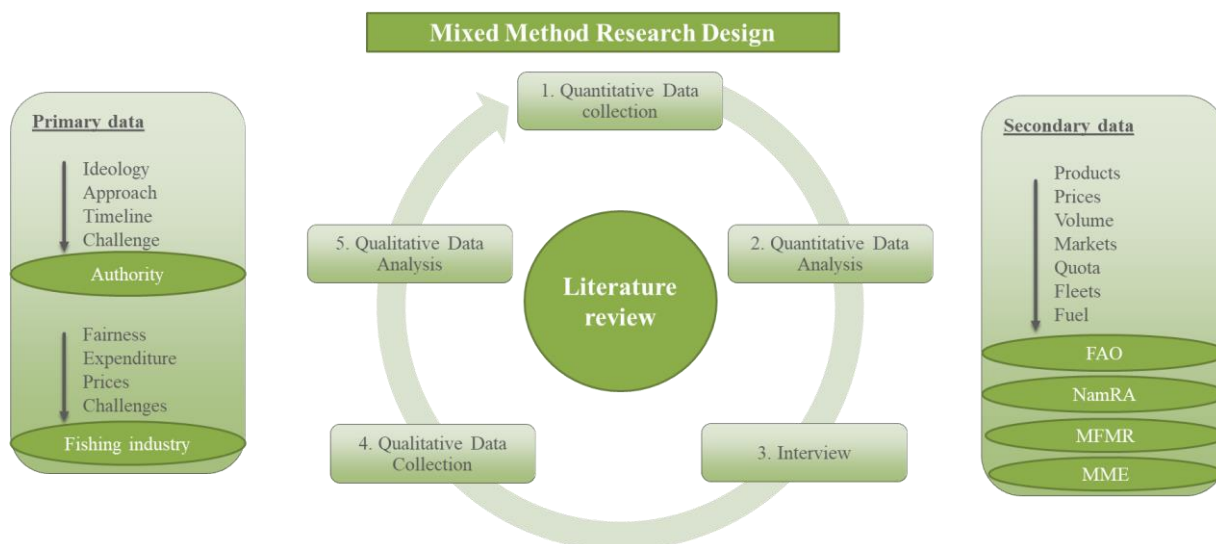 Mixed Method Research Design
Primary data
Ideology
Approach
Timeline
Challenge
Authority
Fairness
Expenditure
Prices
Challenges
Fishing industry
1. Quantitative Data
collection
2. Quantitative Data
Analysis
3. Interview
4. Qualitative Data
Collection
5. Qualitative Data
Analysis
Literature
review
Secondary data
Products
Prices
Volume
Markets
Quota
Fleets
Fuel
FAO
NamRA
MFMR
MME